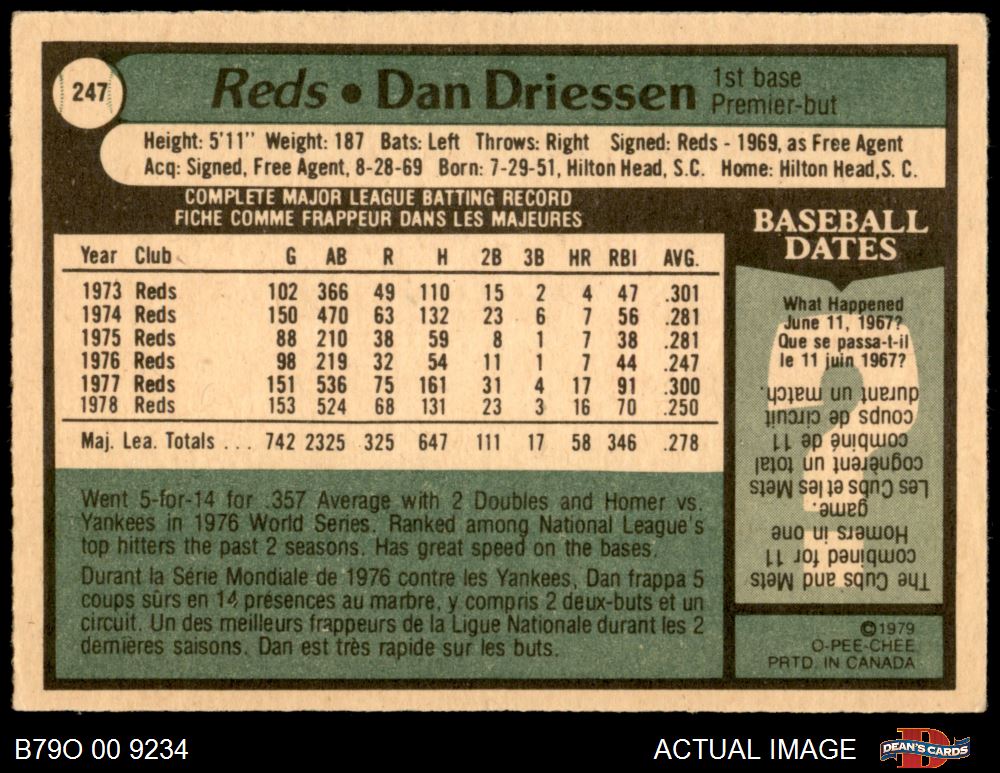 247
Reds • Dan Driessen
1st base
Premier-but
Height: 5'11" Weight: 187 Bats: Left Throws: Right Signed: Reds - 1969, as Free Agent
Acq: Signed, Free Agent, 8-28-69 Born: 7-29-51, Hilton Head, S.C. Home: Hilton Head, S. C.
COMPLETE MAJOR LEAGUE BATTING RECORD
FICHE COMME FRAPPEUR DANS LES MAJEURES
Year Club G AB R H 2B 3B HR RBI AVG.
1973 Reds 102 366 49 110 15 2 4 47 .301
1974 Reds 150 470 63 132 23 6 7 56 .281
1975 Reds 88 210 38 59 8 1 7 38 .281
1976 Reds 98 219 32 54 11 1 7 44 .247
1977 Reds 151 536 75 161 31 4 17 91 .300
1978 Reds 153 524 68 131 23 3 16 70 .250
Maj. Lea. Totals . . . 742 2325 325 647 111 17 58 346 .278
Went 5-for-14 for .357 Average with 2 Doubles and Homer vs.
Yankees in 1976 World Series. Ranked among National League's
top hitters the past 2 seasons. Has great speed on the bases.
Durant la Série Mondiale de 1976 contre les Yankees, Dan frappa 5
coups sûrs en 14 présences au marbre, y compris 2 deux-buts et un
circuit. Un des meilleurs frappeurs de la Ligue Nationale durant les 2
dernières saisons. Dan est très rapide sur les buts.
BASEBALL
DATES
What Happened
June 11, 1967?
Que se passa-t-il
le 11 juin 1967?
The Cubs and Mets
combined for 11
Homers in one
game.
Les Cubs et les Mets
cognèrent un total
combiné de 11
coups de circuit
durant un match.
©1979
O-PEE-CHEE
PRTD. IN CANADA
B79O 00 9234
ACTUAL IMAGE
DEAN'S CARDS